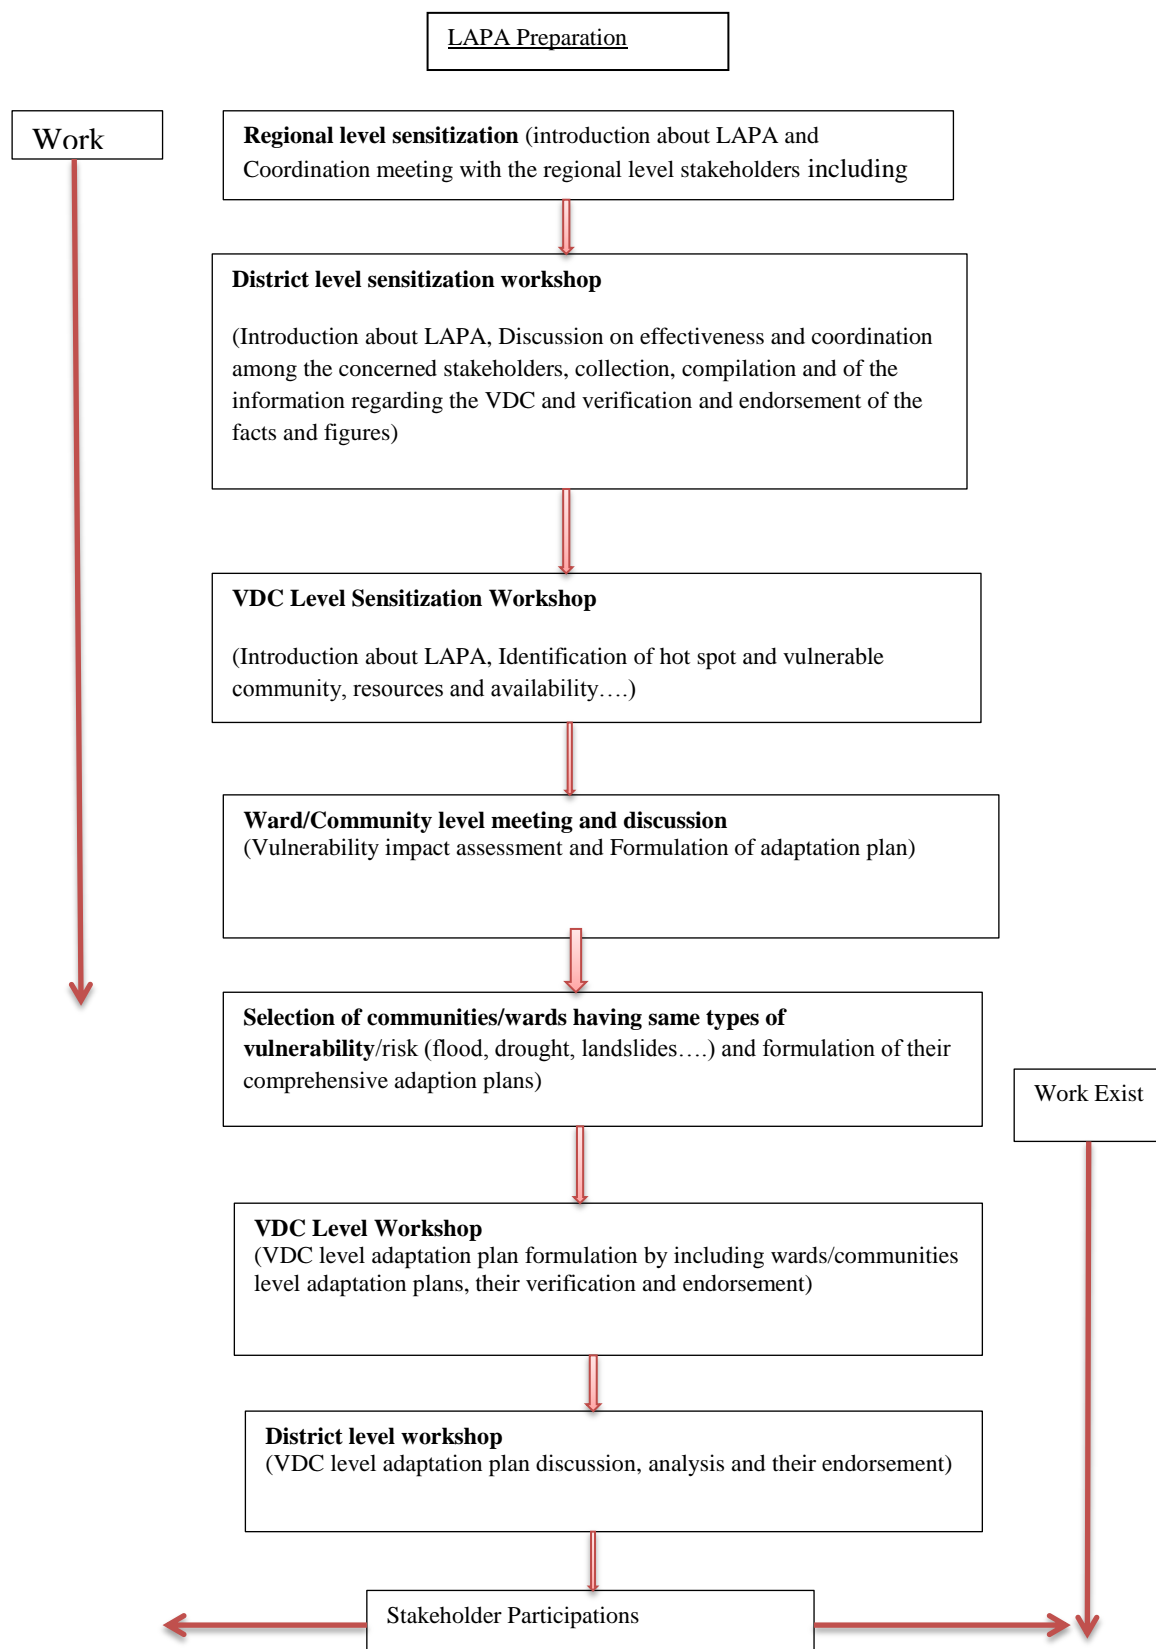 LAPA Preparation
Work
Regional level sensitization (introduction about LAPA and
Coordination meeting with the regional level stakeholders including
District level sensitization workshop
(Introduction about LAPA, Discussion on effectiveness and coordination
among the concerned stakeholders, collection, compilation and of the
information regarding the VDC and verification and endorsement of the
facts and figures)
VDC Level Sensitization Workshop
(Introduction about LAPA, Identification of hot spot and vulnerable
community, resources and availability….)
Ward/Community level meeting and discussion
(Vulnerability impact assessment and Formulation of adaptation plan)
Selection of communities/wards having same types of
vulnerability/risk (flood, drought, landslides….) and formulation of their
comprehensive adaption plans)
Work Exist
VDC Level Workshop
(VDC level adaptation plan formulation by including wards/communities
level adaptation plans, their verification and endorsement)
District level workshop
(VDC level adaptation plan discussion, analysis and their endorsement)
Stakeholder Participations